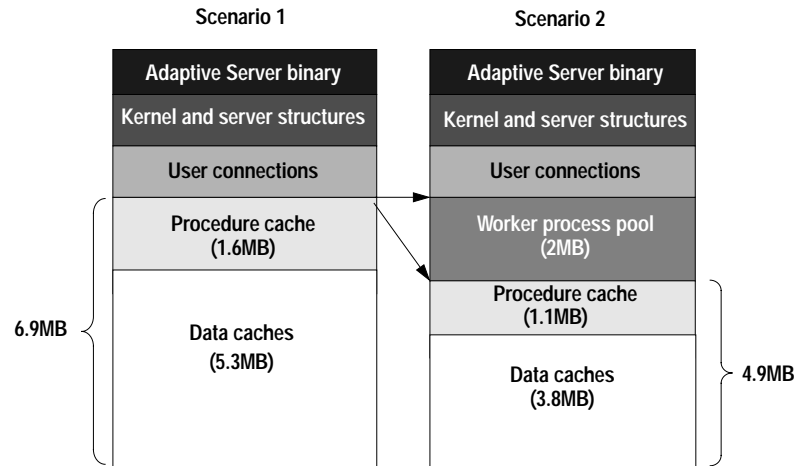 Scenario 1
Scenario 2
Adaptive Server binary
Adaptive Server binary
Kernel and server structures
Kernel and server structures
User connections
User connections
Procedure cache
(1.6MB)
Worker process pool
(2MB)
Procedure cache
(1.1MB)
6.9MB
Data caches
(5.3MB)
Data caches
(3.8MB)
4.9MB